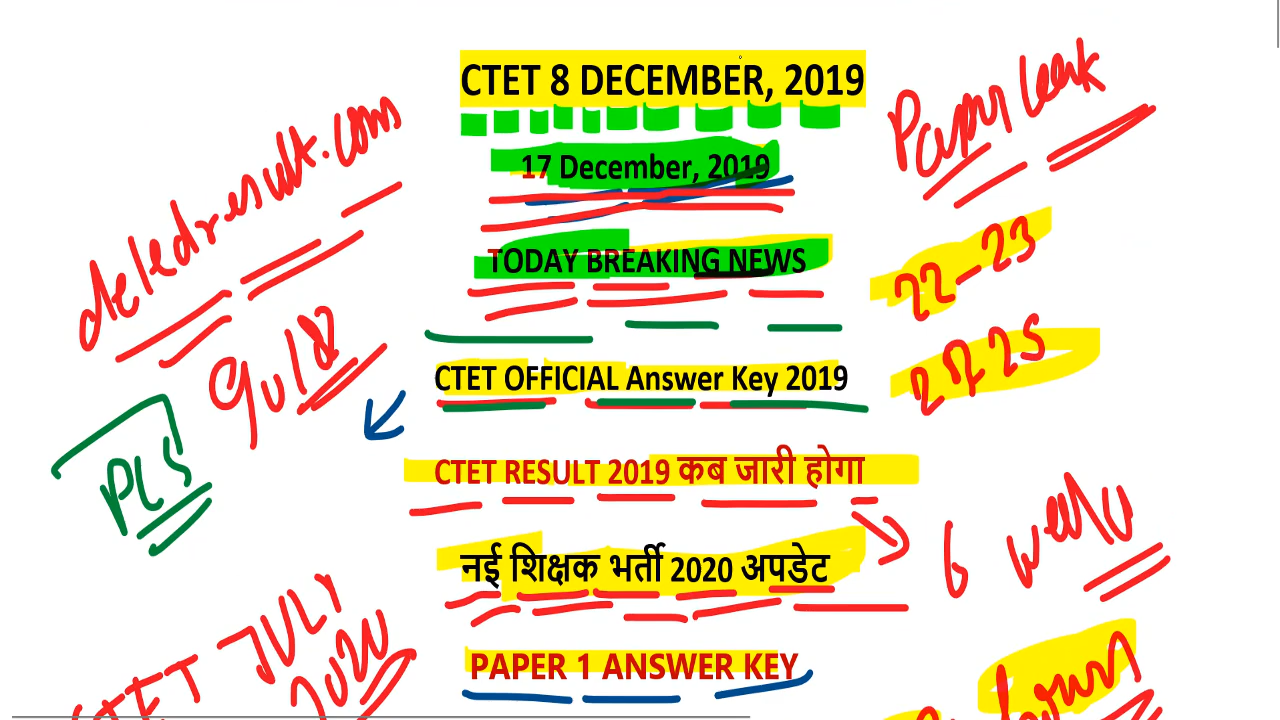 CTET 8 DECEMBER, 2019
Paper leak
deledresult.com
17 December, 2019
TODAY BREAKING NEWS
22-23
CTET OFFICIAL Answer Key 2019
PLS
CTET RESULT 2019 कब जारी होगा
6 week
नई शिक्षक भर्ती 2020 अपडेट
CTET JULY
2020
PAPER 1 ANSWER KEY